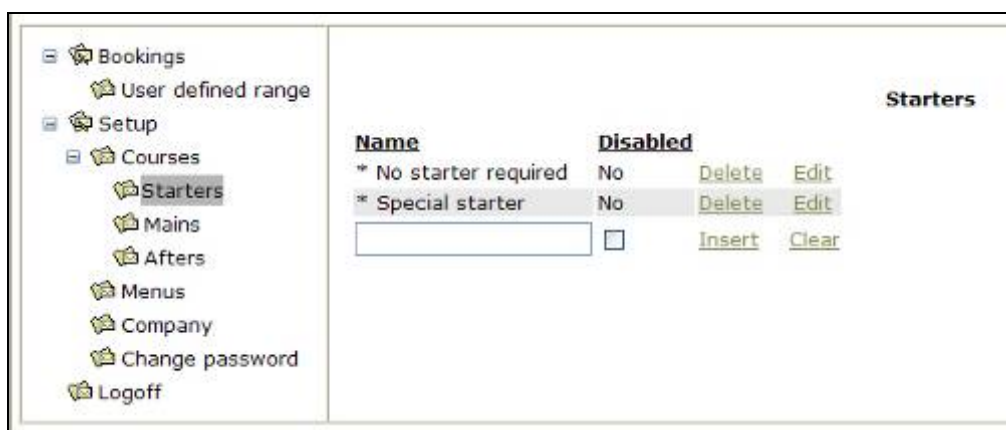 Bookings
User defined range
Setup
Courses
Starters
Mains
Afters
Menus
Company
Change password
Logoff
Starters
Name Disabled
* No starter required No Delete Edit
* Special starter No Delete Edit
Insert Clear